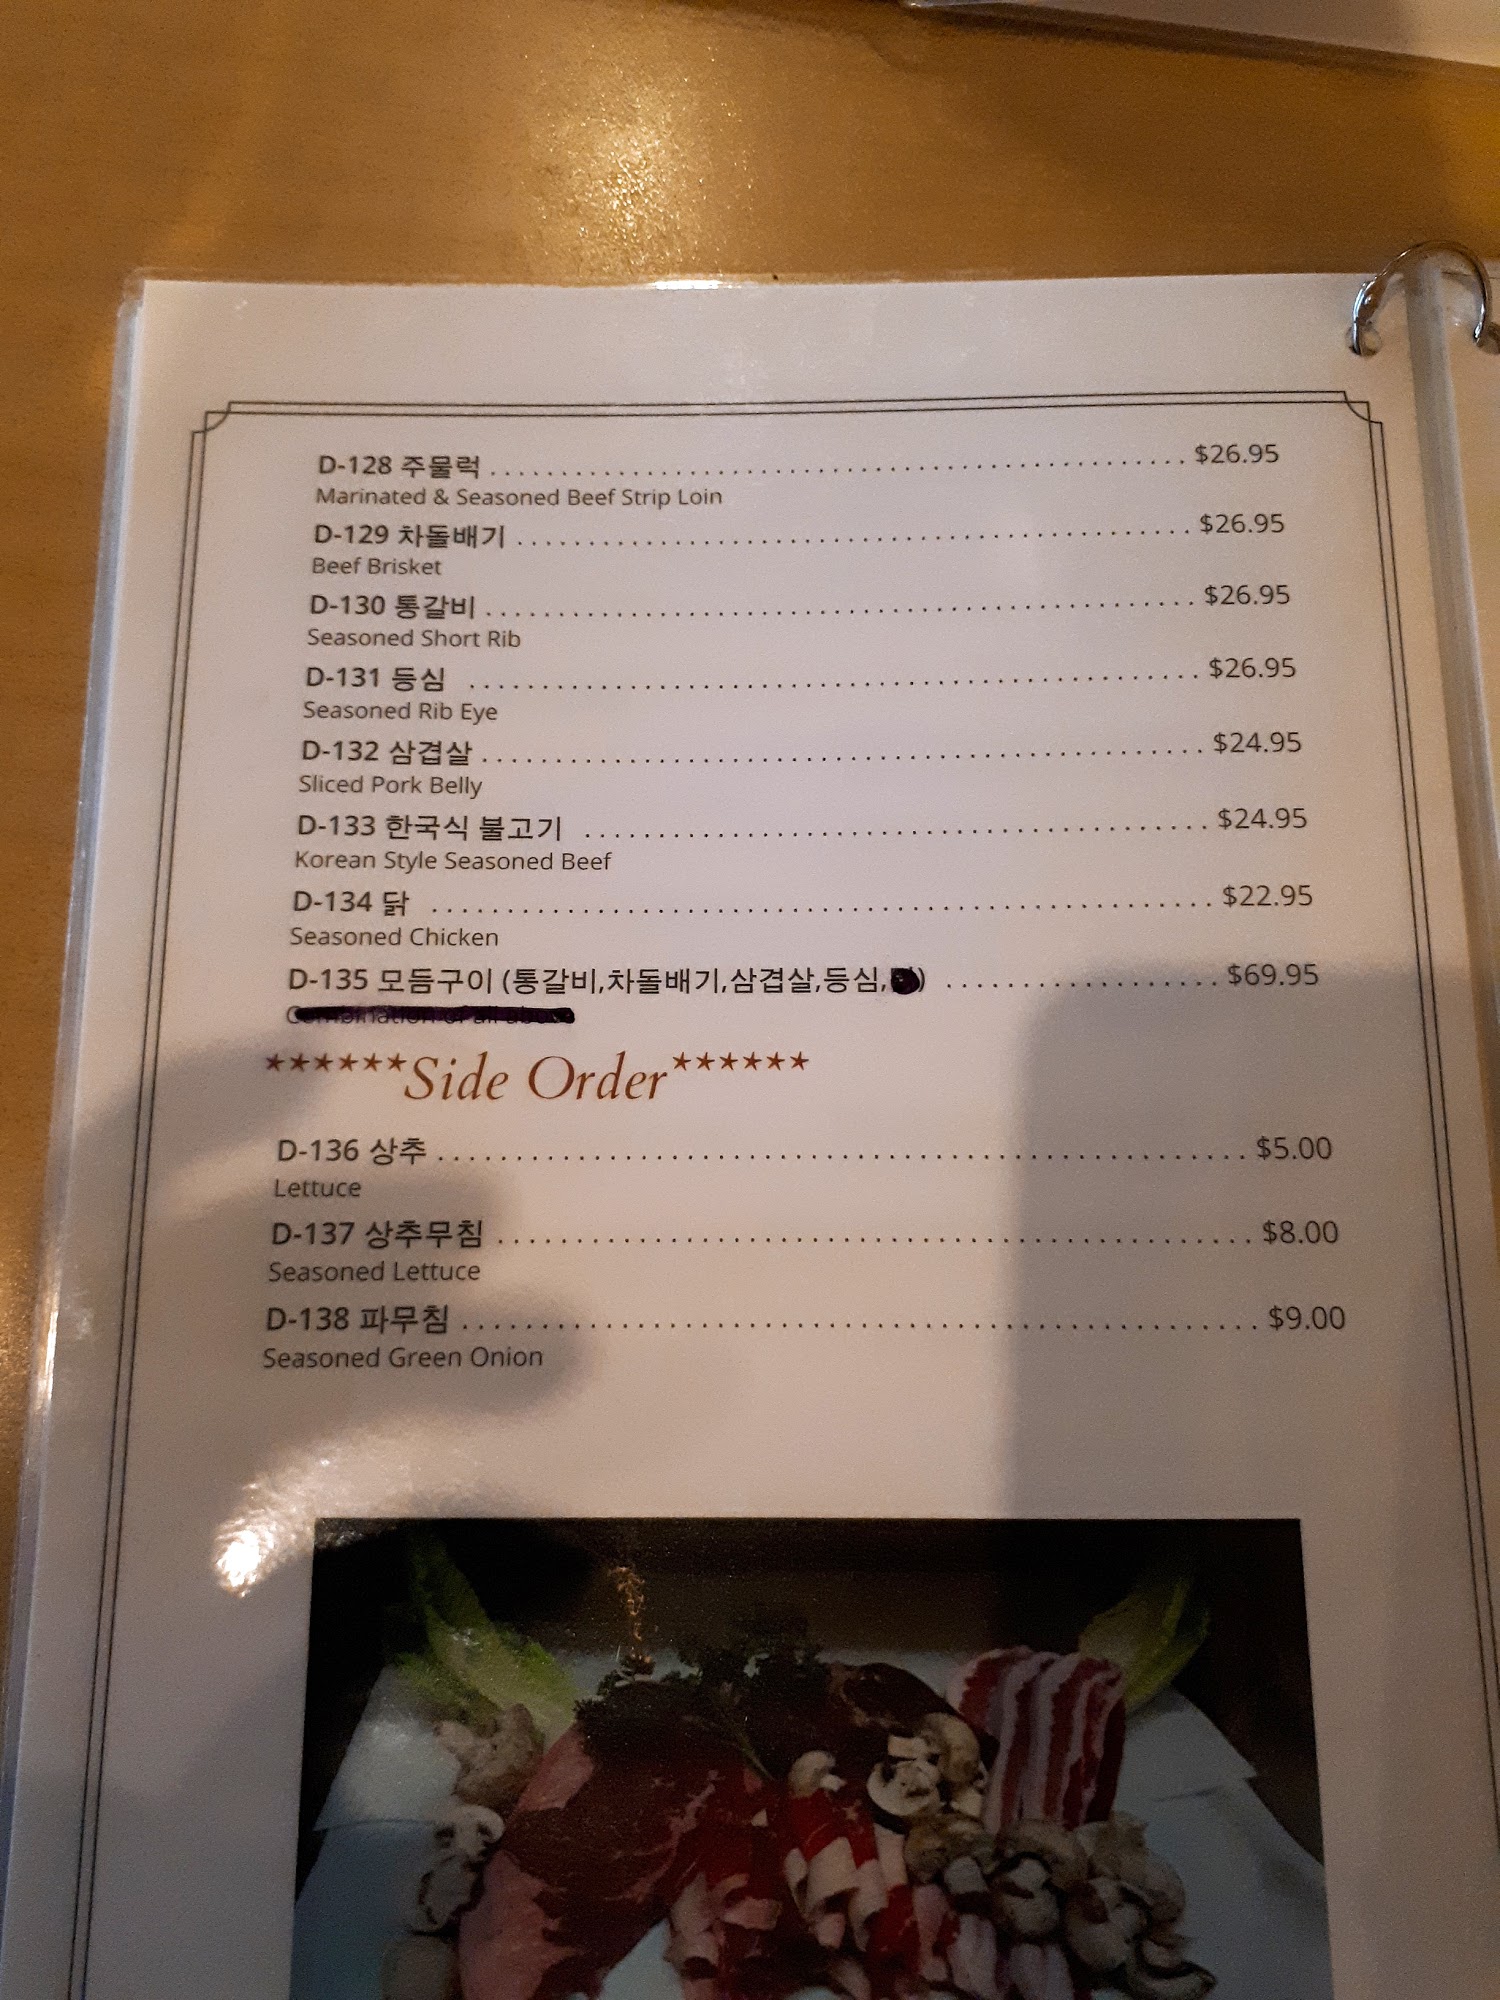 D-128 주물럭 $26.95
Marinated & Seasoned Beef Strip Loin
D-129 차돌배기 $26.95
Beef Brisket
D-130 통갈비 $26.95
Seasoned Short Rib
D-131 등심 $26.95
Seasoned Rib Eye
D-132 삼겹살 $24.95
Sliced Pork Belly
D-133 한국식 불고기 $24.95
Korean Style Seasoned Beef
D-134 닭 $22.95
Seasoned Chicken
D-135 모듬구이 (통갈비,차돌배기,삼겹살,등심,) $69.95
Combination of all above
******Side Order******
D-136 상추 $5.00
Lettuce
D-137 상추무침 $8.00
Seasoned Lettuce
D-138 파무침 $9.00
Seasoned Green Onion